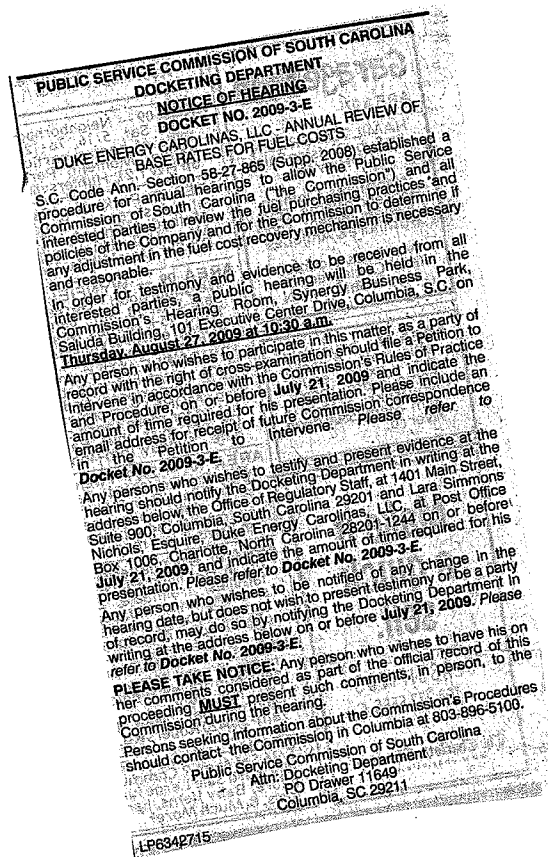 PUBLIC SERVICE COMMISSION OF SOUTH CAROLINA
DOCKETING DEPARTMENT
NOTICE OF HEARING
DOCKET NO. 2009-3-E
DUKE ENERGY CAROLINAS, LLC - ANNUAL REVIEW OF
BASE RATES FOR FUEL COSTS
S.C. Code Ann. Section 58-27-865 (Supp. 2008) established a
procedure for annual hearings to allow the Public Service
Commission of South Carolina ("the Commission") and all
interested parties to review the fuel purchasing practices and
policies of the Company and for the Commission to determine if
any adjustment in the fuel cost recovery mechanism is necessary
and reasonable.
In order for testimony and evidence to be received from all
interested parties, a public hearing will be held in the
Commission's Hearing Room, Synergy Business Park,
Saluda Building, 101 Executive Center Drive, Columbia, S.C. on
Thursday, August 27, 2009 at 10:30 a.m.
Any person who wishes to participate in this matter, as a party of
record with the right of cross-examination should file a Petition to
Intervene in accordance with the Commission's Rules of Practice
and Procedure, on or before July 21, 2009 and indicate the
amount of time required for his presentation. Please include an
email address for receipt of future Commission correspondence
in the Petition to Intervene. Please refer to
Docket No. 2009-3-E.
Any persons who wishes to testify and present evidence at the
hearing should notify the Docketing Department in writing at the
address below, the Office of Regulatory Staff, at 1401 Main Street,
Suite 900, Columbia, South Carolina 29201 and Lara Simmons
Nichols, Esquire, Duke Energy Carolinas, LLC, at Post Office
Box 1006, Charlotte, North Carolina 28201-1244 on or before
July 21, 2009, and indicate the amount of time required for his
presentation. Please refer to Docket No. 2009-3-E.
Any person who wishes to be notified of any change in the
hearing date, but does not wish to present testimony or be a party
of record, may do so by notifying the Docketing Department in
writing at the address below on or before July 21, 2009. Please
refer to Docket No. 2009-3-E.
PLEASE TAKE NOTICE: Any person who wishes to have his on
her comments considered as part of the official record of this
proceeding MUST present such comments, in person, to the
Commission during the hearing.
Persons seeking information about the Commission's Procedures
should contact the Commission in Columbia at 803-896-5100.
Public Service Commission of South Carolina
Attn: Docketing Department
PO Drawer 11649
Columbia, SC 29211
LP6342715